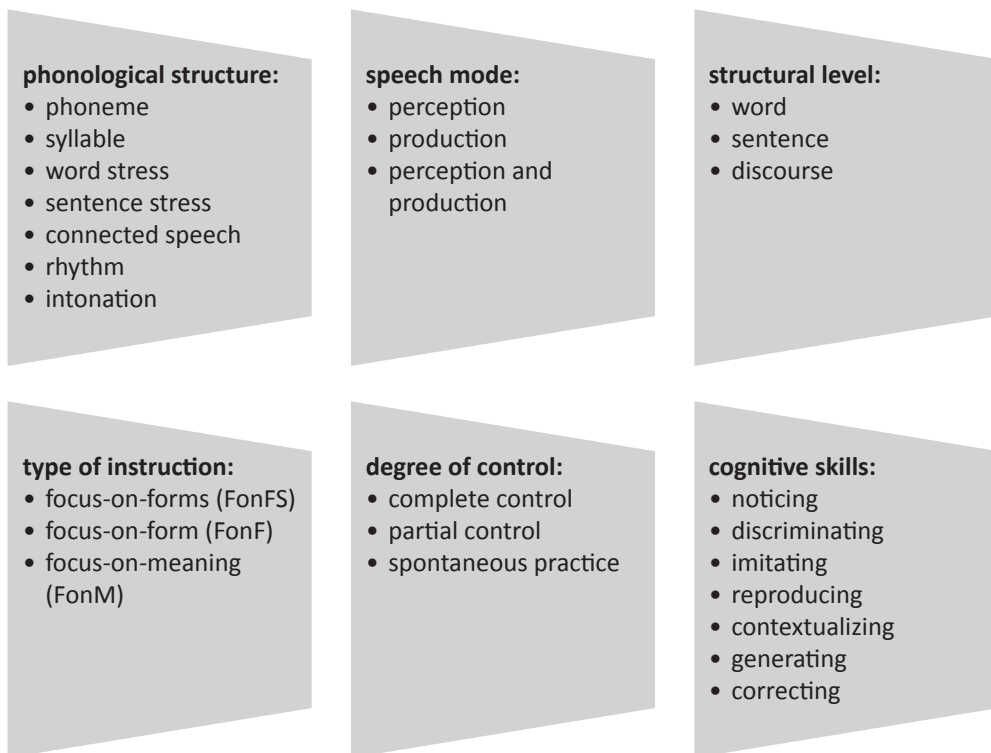 phonological structure:
• phoneme
• syllable
• word stress
• sentence stress
• connected speech
• rhythm
• intonation
speech mode:
• perception
• production
• perception and
production
structural level:
• word
• sentence
• discourse
type of instruction:
• focus-on-forms (FonFS)
• focus-on-form (FonF)
• focus-on-meaning
(FonM)
degree of control:
• complete control
• partial control
• spontaneous practice
cognitive skills:
• noticing
• discriminating
• imitating
• reproducing
• contextualizing
• generating
• correcting